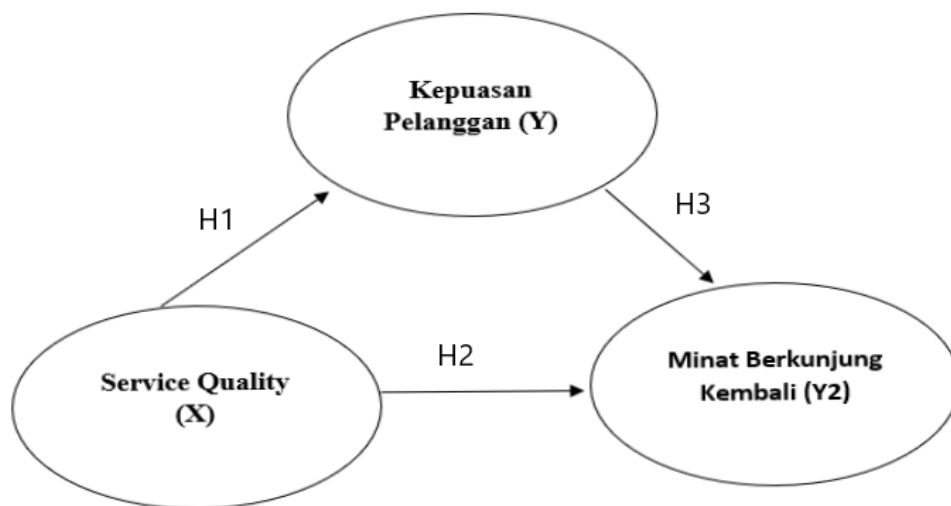 Kepuasan
Pelanggan (Y)
H1
H3
Service Quality
(X)
H2
Minat Berkunjung
Kembali (Y2)